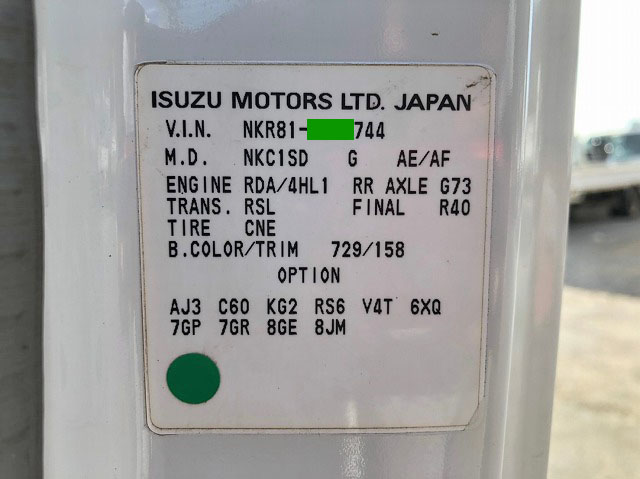 ISUZU MOTORS LTD. JAPAN
V.I.N. NKR81- 744
M.D. NKC1SD G AE/AF
ENGINE RDA/4HL1 RR AXLE G73
TRANS. RSL FINAL R40
TIRE CNE
B.COLOR/TRIM 729/158
OPTION
AJ3 C60 KG2 RS6 V4T 6XQ
7GP 7GR 8GE 8JM